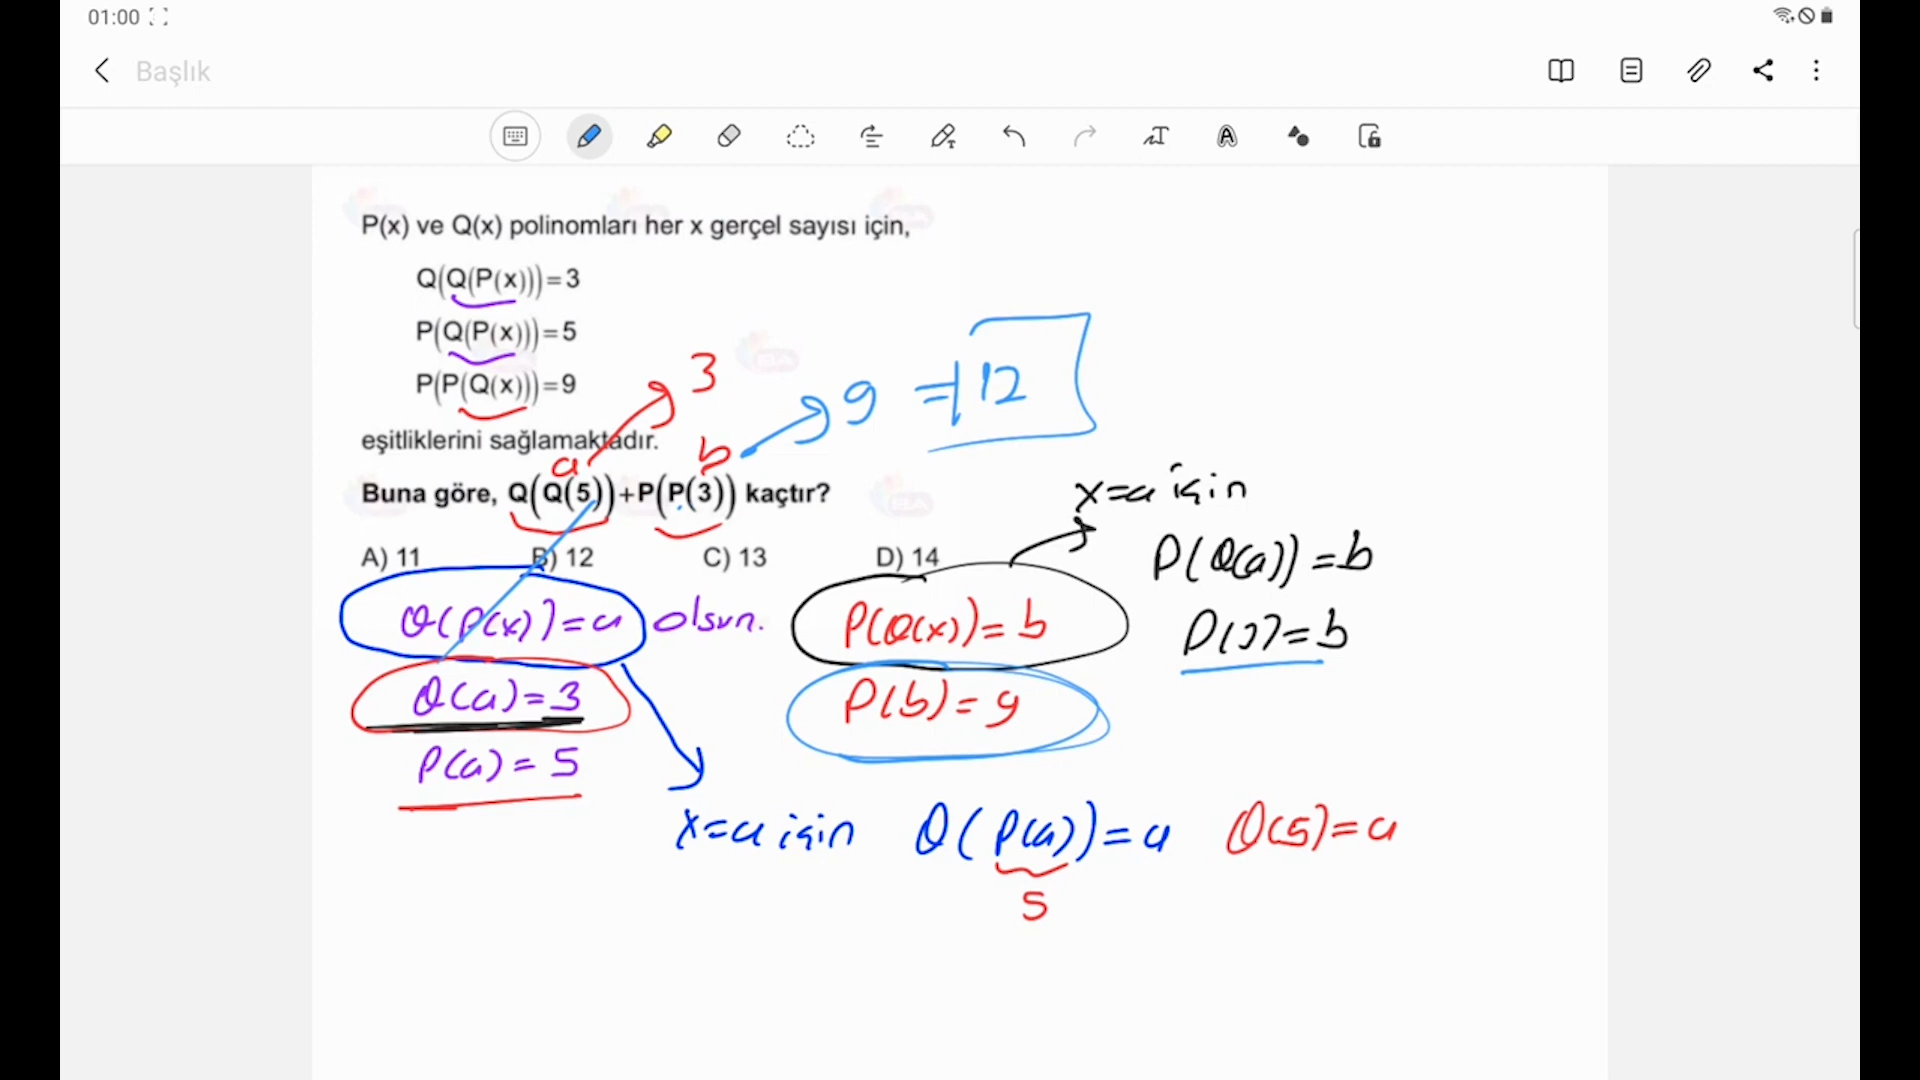 01:00
Başlık
P(x) ve Q(x) polinomları her x gerçel sayısı için,
Q(Q(P(x)))=3
P(Q(P(x)))=5
P(P(Q(x)))=9
3
9 = 12
eşitliklerini sağlamaktadır.
a b
Buna göre, Q(Q(5))+P(P(3)) kaçtır?
x=a için
A) 11 B) 12 C) 13 D) 14
P(Q(a))=b
Q(P(x))=a olsun. P(Q(x))=b
P(3)=b
Q(a)=3 P(b)=9
P(a)=5
x=a için Q(P(a))=a Q(5)=a
5